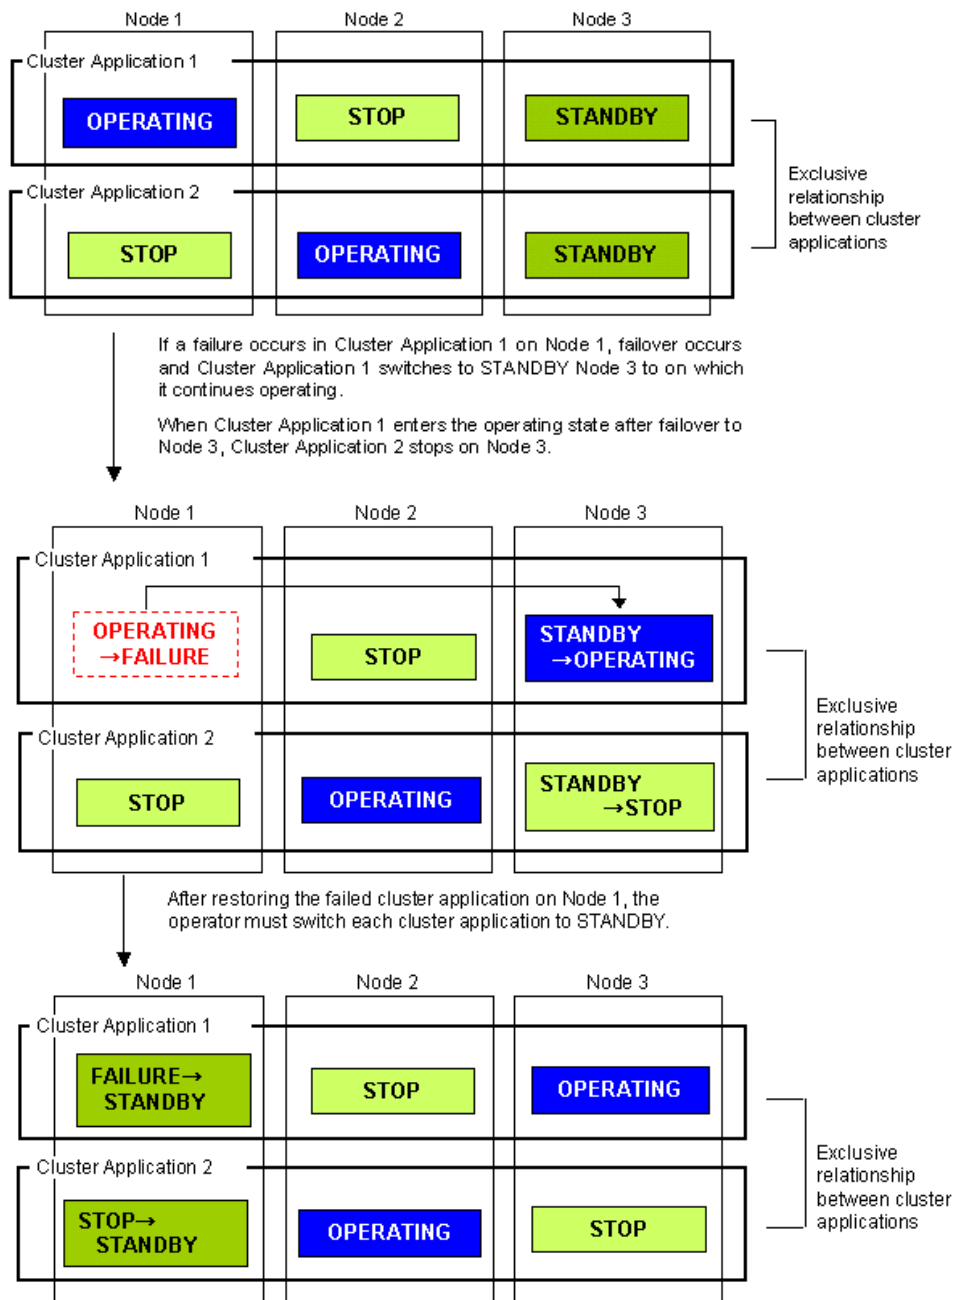 Node 1
Node 2
Node 3
Cluster Application 1
OPERATING
STOP
STANDBY
Cluster Application 2
STOP
OPERATING
STANDBY
Exclusive
relationship
between cluster
applications
If a failure occurs in Cluster Application 1 on Node 1, failover occurs
and Cluster Application 1 switches to STANDBY Node 3 to on which
it continues operating.
When Cluster Application 1 enters the operating state after failover to
Node 3, Cluster Application 2 stops on Node 3.
Node 1
Node 2
Node 3
Cluster Application 1
OPERATING
→FAILURE
STOP
STANDBY
→OPERATING
Cluster Application 2
STOP
OPERATING
STANDBY
→STOP
Exclusive
relationship
between cluster
applications
After restoring the failed cluster application on Node 1, the
operator must switch each cluster application to STANDBY.
Node 1
Node 2
Node 3
Cluster Application 1
FAILURE→
STANDBY
STOP
OPERATING
Cluster Application 2
STOP→
STANDBY
OPERATING
STOP
Exclusive
relationship
between cluster
applications